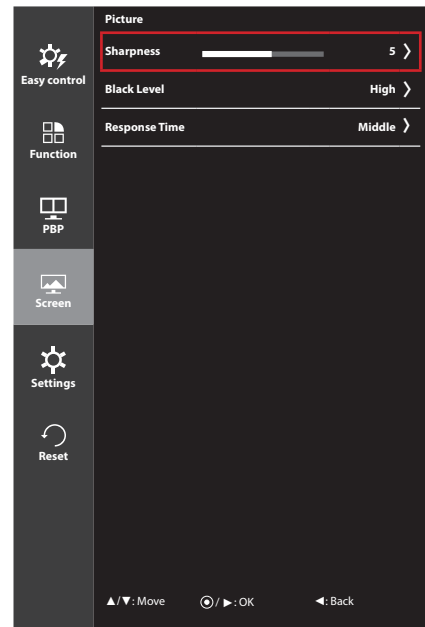 Picture
Sharpness 5
Black Level High
Response Time Middle
Easy control
Function
PBP
Screen
Settings
Reset
▲/▼: Move ⦿/ ►: OK ◄: Back